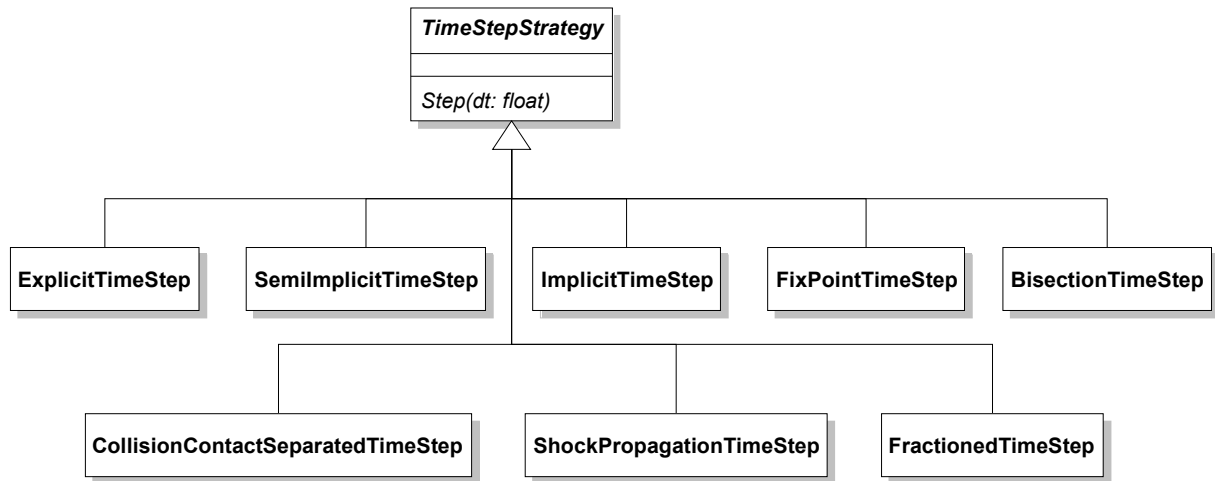 TimeStepStrategy
Step(dt: float)
ExplicitTimeStep
SemiImplicitTimeStep
ImplicitTimeStep
FixPointTimeStep
BisectionTimeStep
CollisionContactSeparatedTimeStep
ShockPropagationTimeStep
FractionedTimeStep